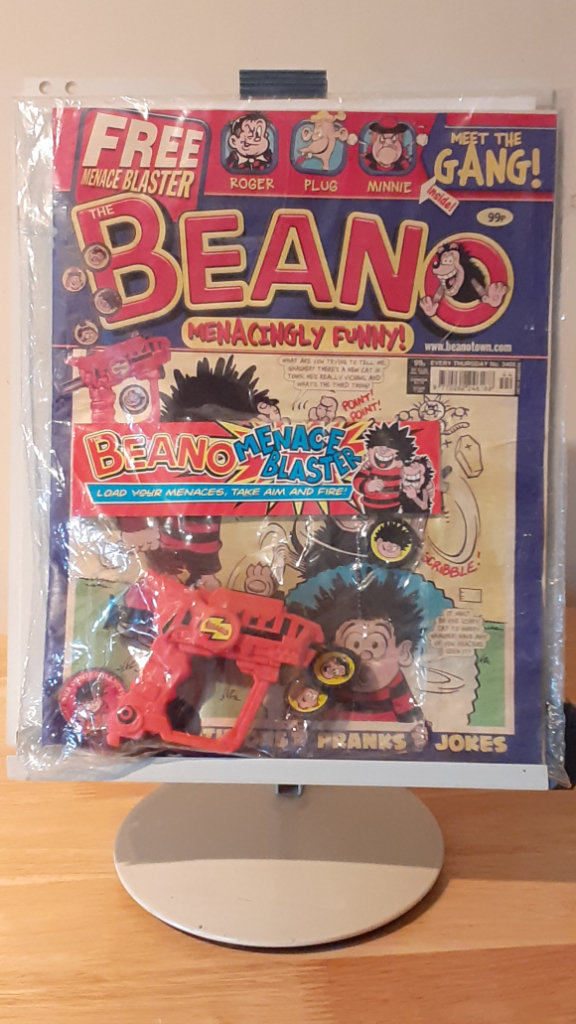 FREE
MENACE BLASTER
ROGER
PLUG
MINNIE
MEET THE
GANG!
Inside!
THE
BEANO
99P
MENACINGLY FUNNY!
www.beanotown.com
99p
EVERY THURSDAY No.
WHAT ARE YOU TRYING TO TELL ME,
GNASHER? THERE'S A NEW CAT IN
TOWN, HE'S REALLY VICIOUS, AND
WHAT'S THE THIRD THING?
POINT!
POINT!
BEANO
MENACE
BLASTER
LOAD YOUR MENACES, TAKE AIM AND FIRE!
SCRIBBLE!
PRANKS
JOKES